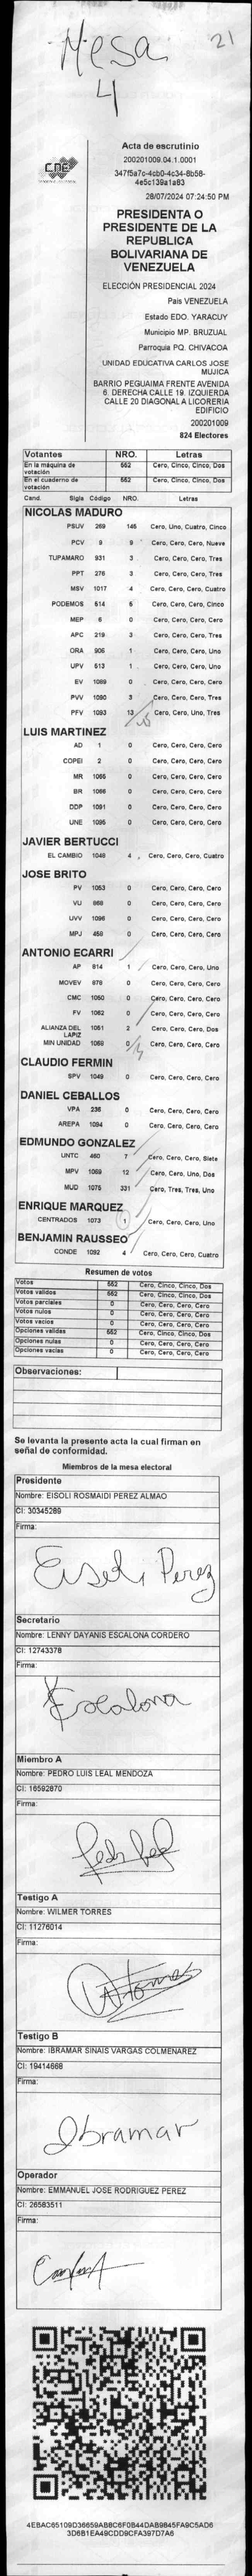 Mesa 21
4
CNE
Acta de escrutinio
200201009.04.1.0001
347f5a7c-4cb0-4c34-8b58-
4e5c139a1a83
28/07/2024 07:24:50 PM
PRESIDENTA O
PRESIDENTE DE LA
REPUBLICA
BOLIVARIANA DE
VENEZUELA
ELECCIÓN PRESIDENCIAL 2024
País VENEZUELA
Estado EDO. YARACUY
Municipio MP. BRUZUAL
Parroquia PQ. CHIVACOA
UNIDAD EDUCATIVA CARLOS JOSE
MUJICA
BARRIO PEGUAIMA FRENTE AVENIDA
6. DERECHA CALLE 19. IZQUIERDA
CALLE 20 DIAGONAL A LICORERIA
EDIFICIO
200201009
824 Electores
Votantes NRO. Letras
En la máquina de votación 552 Cero, Cinco, Cinco, Dos
En el cuaderno de votación 552 Cero, Cinco, Cinco, Dos
Cand. Sigla Código NRO. Letras
NICOLAS MADURO
PSUV 269 145 Cero, Uno, Cuatro, Cinco
PCV 9 9 Cero, Cero, Cero, Nueve
TUPAMARO 931 3 Cero, Cero, Cero, Tres
PPT 276 3 Cero, Cero, Cero, Tres
MSV 1017 4 Cero, Cero, Cero, Cuatro
PODEMOS 514 5 Cero, Cero, Cero, Cinco
MEP 6 0 Cero, Cero, Cero, Cero
APC 219 3 Cero, Cero, Cero, Tres
ORA 906 1 Cero, Cero, Cero, Uno
UPV 513 1 Cero, Cero, Cero, Uno
EV 1089 0 Cero, Cero, Cero, Cero
PVV 1090 3 Cero, Cero, Cero, Tres
PFV 1093 13 Cero, Cero, Uno, Tres
LUIS MARTINEZ
AD 1 0 Cero, Cero, Cero, Cero
COPEI 2 0 Cero, Cero, Cero, Cero
MR 1065 0 Cero, Cero, Cero, Cero
BR 1066 0 Cero, Cero, Cero, Cero
DDP 1091 0 Cero, Cero, Cero, Cero
UNE 1095 0 Cero, Cero, Cero, Cero
JAVIER BERTUCCI
EL CAMBIO 1048 4 Cero, Cero, Cero, Cuatro
JOSE BRITO
PV 1053 0 Cero, Cero, Cero, Cero
VU 868 0 Cero, Cero, Cero, Cero
UVV 1096 0 Cero, Cero, Cero, Cero
MPJ 458 0 Cero, Cero, Cero, Cero
ANTONIO ECARRI
AP 814 1 Cero, Cero, Cero, Uno
MOVEV 878 0 Cero, Cero, Cero, Cero
CMC 1050 0 Cero, Cero, Cero, Cero
FV 1062 0 Cero, Cero, Cero, Cero
ALIANZA DEL LAPIZ 1051 2 Cero, Cero, Cero, Dos
MIN UNIDAD 1058 0 Cero, Cero, Cero, Cero
CLAUDIO FERMIN
SPV 1049 0 Cero, Cero, Cero, Cero
DANIEL CEBALLOS
VPA 236 0 Cero, Cero, Cero, Cero
AREPA 1094 0 Cero, Cero, Cero, Cero
EDMUNDO GONZALEZ
UNTC 460 7 Cero, Cero, Cero, Siete
MPV 1069 12 Cero, Cero, Uno, Dos
MUD 1075 331 Cero, Tres, Tres, Uno
ENRIQUE MARQUEZ
CENTRADOS 1073 1 Cero, Cero, Cero, Uno
BENJAMIN RAUSSEO
CONDE 1092 4 Cero, Cero, Cero, Cuatro
Resumen de votos
Votos 552 Cero, Cinco, Cinco, Dos
Votos validos 552 Cero, Cinco, Cinco, Dos
Votos parciales 0 Cero, Cero, Cero, Cero
Votos nulos 0 Cero, Cero, Cero, Cero
Votos vacios 0 Cero, Cero, Cero, Cero
Opciones validas 552 Cero, Cinco, Cinco, Dos
Opciones nulas 0 Cero, Cero, Cero, Cero
Opciones vacias 0 Cero, Cero, Cero, Cero
Observaciones:
Se levanta la presente acta la cual firman en
señal de conformidad.
Miembros de la mesa electoral
Presidente
Nombre: EISOLI ROSMAIDI PEREZ ALMAO
CI: 30345289
Firma:
Eisoli Perez
Secretario
Nombre: LENNY DAYANIS ESCALONA CORDERO
CI: 12743378
Firma:
Escalona
Miembro A
Nombre: PEDRO LUIS LEAL MENDOZA
CI: 16592870
Firma:
Pedro Leal
Testigo A
Nombre: WILMER TORRES
CI: 11276014
Firma:
Testigo B
Nombre: IBRAMAR SINAIS VARGAS COLMENAREZ
CI: 19414668
Firma:
Ibramar
Operador
Nombre: EMMANUEL JOSE RODRIGUEZ PEREZ
CI: 26583511
Firma:
4EBAC65109D36659AB8C6F0B44DAB9845FA9C5AD6
3D6B1EA49CDD9CFA397D7A6